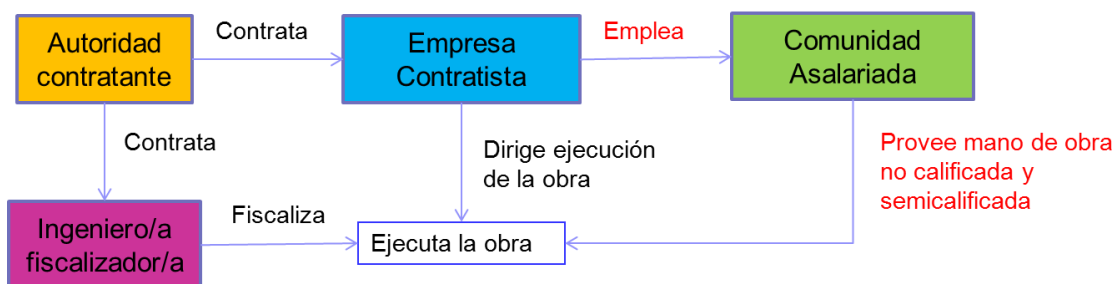 Autoridad
contratante
Contrata
Empresa
Contratista
Emplea
Comunidad
Asalariada
Contrata
Dirige ejecución
de la obra
Provee mano de obra
no calificada y
semicalificada
Ingeniero/a
fiscalizador/a
Fiscaliza
Ejecuta la obra